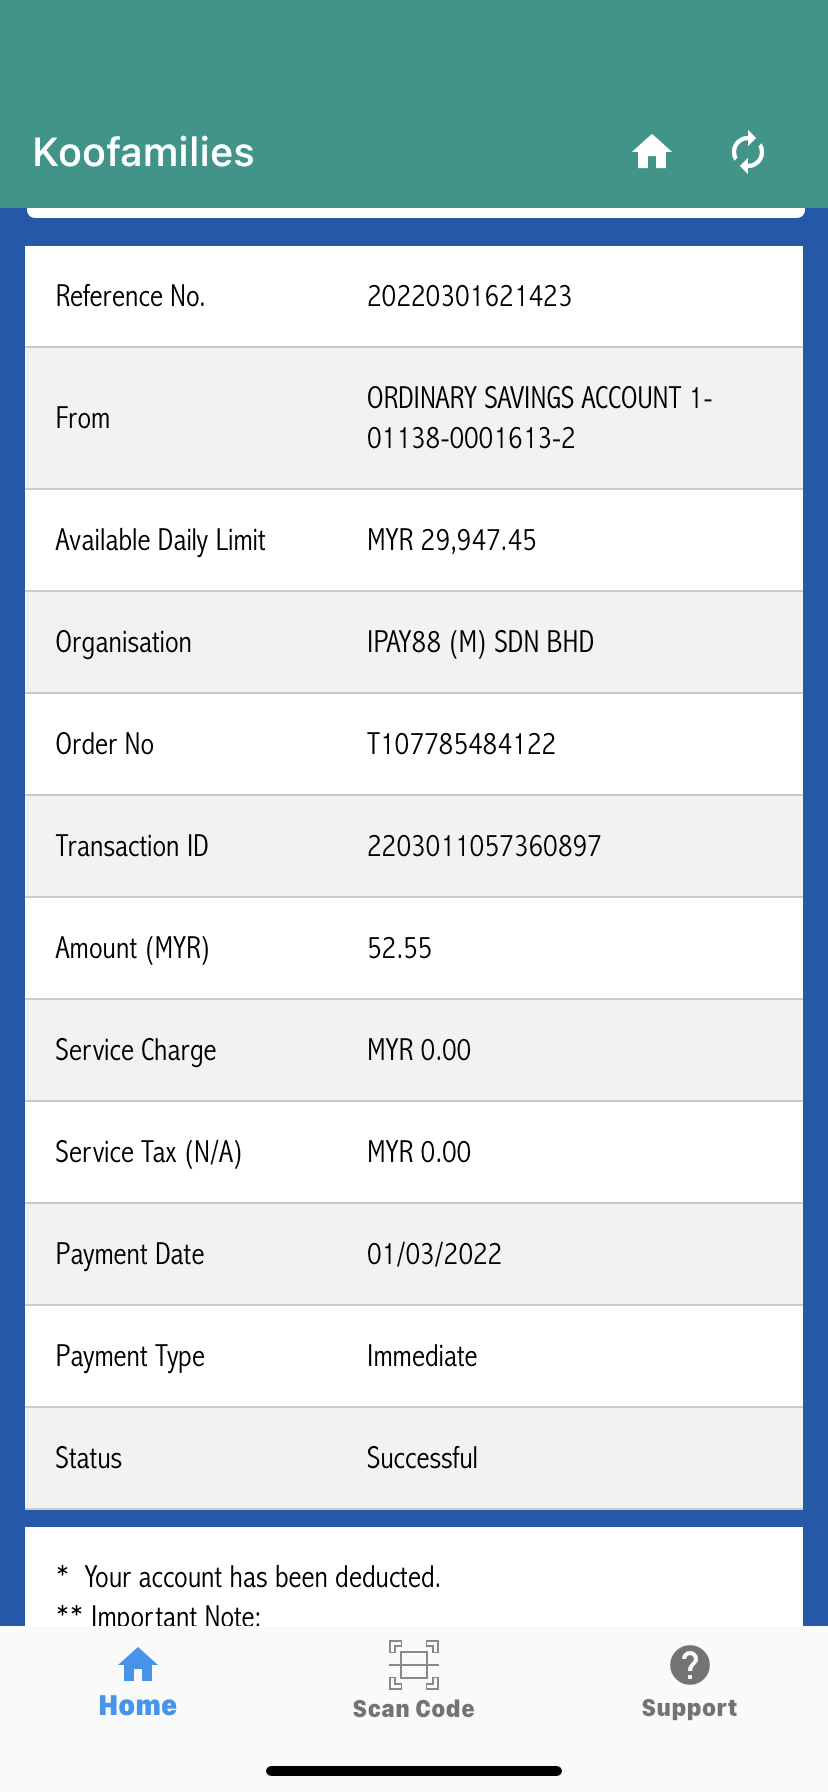 Koofamilies
Reference No. 20220301621423
From ORDINARY SAVINGS ACCOUNT 1-
01138-0001613-2
Available Daily Limit MYR 29,947.45
Organisation IPAY88 (M) SDN BHD
Order No T107785484122
Transaction ID 2203011057360897
Amount (MYR) 52.55
Service Charge MYR 0.00
Service Tax (N/A) MYR 0.00
Payment Date 01/03/2022
Payment Type Immediate
Status Successful
* Your account has been deducted.
** Important Note:
Home Scan Code Support